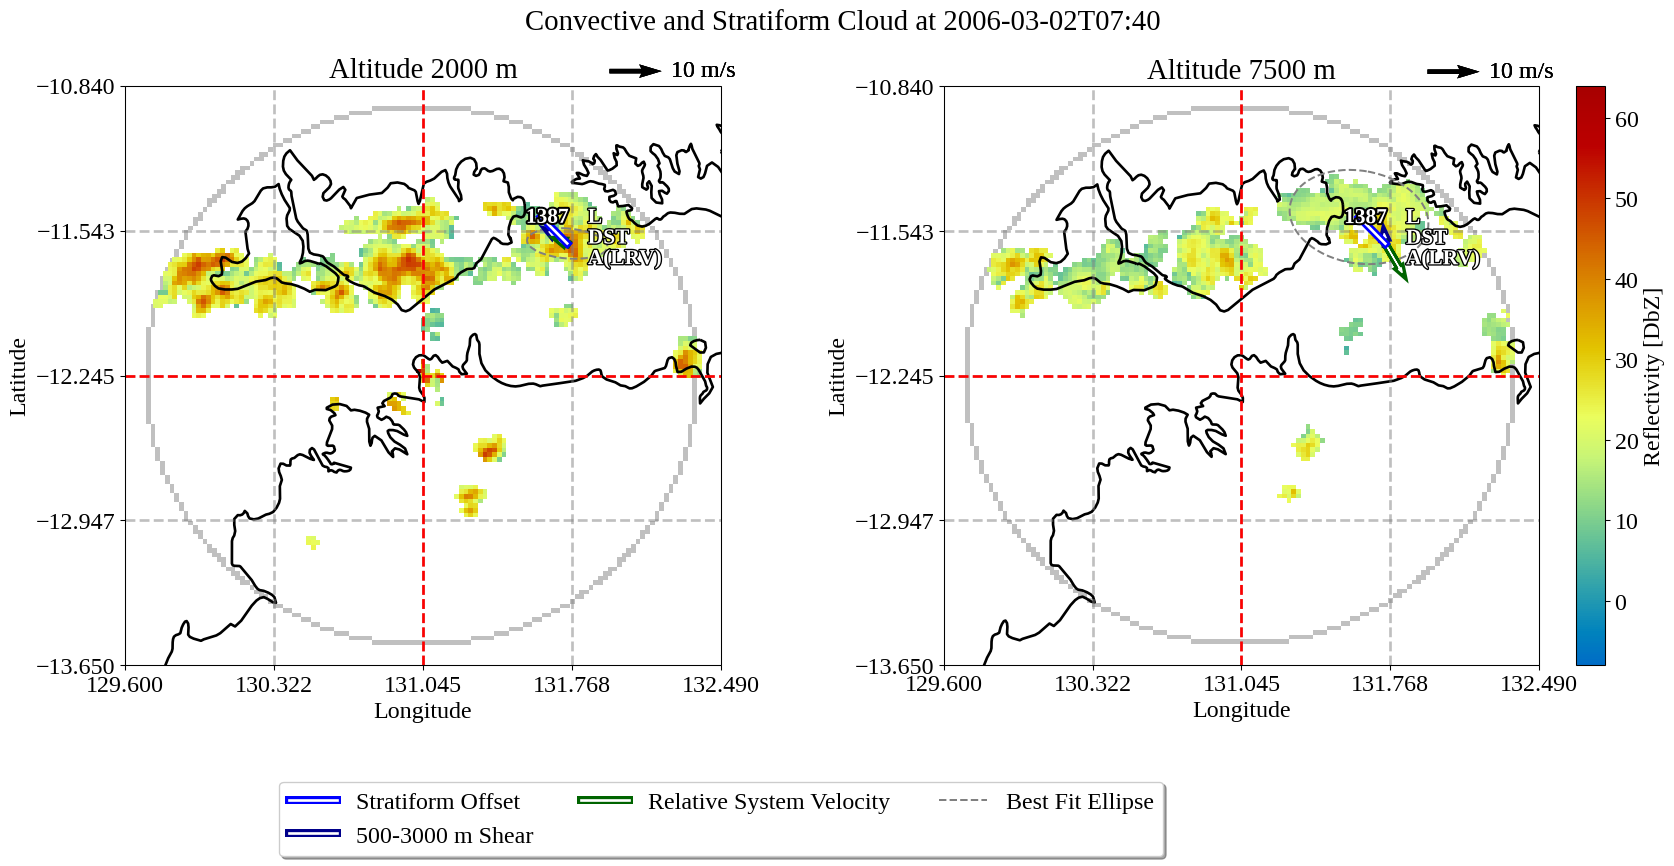 Convective and Stratiform Cloud at 2006-03-02T07:40
Altitude 2000 m
10 m/s
−10.840
−11.543
−12.245
−12.947
−13.650
129.600
130.322
131.045
131.768
132.490
Latitude
Longitude
1387
L
DST
A(LRV)
Altitude 7500 m
10 m/s
−10.840
−11.543
−12.245
−12.947
−13.650
129.600
130.322
131.045
131.768
132.490
Latitude
Longitude
1387
L
DST
A(LRV)
60
50
40
30
20
10
0
Reflectivity [DbZ]
Stratiform Offset
500-3000 m Shear
Relative System Velocity
Best Fit Ellipse